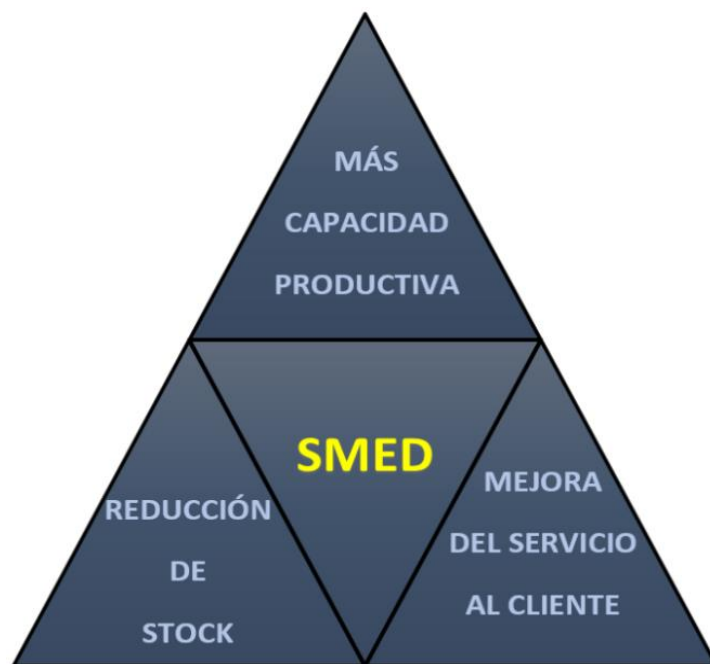 MÁS
CAPACIDAD
PRODUCTIVA
SMED
REDUCCIÓN
DE
STOCK
MEJORA
DEL SERVICIO
AL CLIENTE